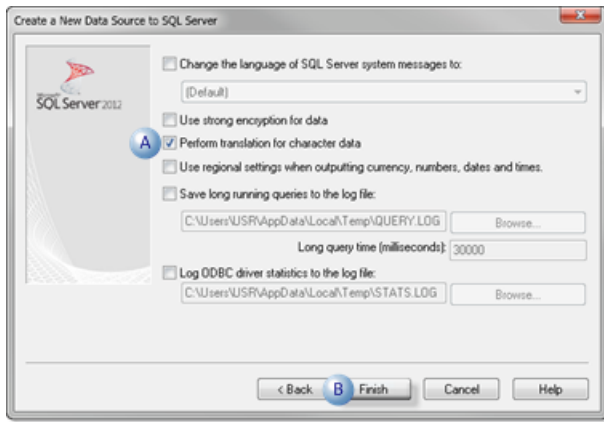 Create a New Data Source to SQL Server
Microsoft
SQL Server 2012
Change the language of SQL Server system messages to:
(Default)
Use strong encryption for data
A
Perform translation for character data
Use regional settings when outputting currency, numbers, dates and times.
Save long running queries to the log file:
C:\Users\USR\AppData\Local\Temp\QUERY.LOG Browse...
Long query time (milliseconds): 30000
Log ODBC driver statistics to the log file:
C:\Users\USR\AppData\Local\Temp\STATS.LOG Browse...
< Back B Finish Cancel Help